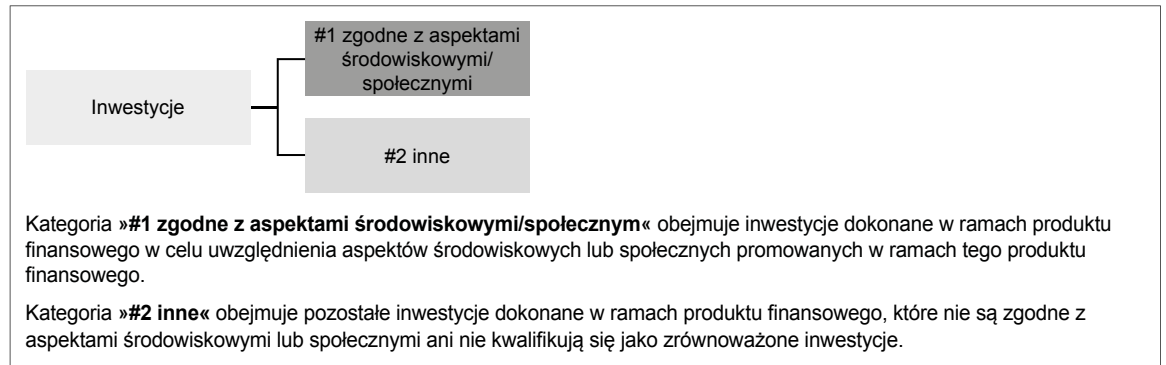 #1 zgodne z aspektami
środowiskowymi/
społecznymi
Inwestycje
#2 inne
Kategoria »#1 zgodne z aspektami środowiskowymi/społecznym« obejmuje inwestycje dokonane w ramach produktu
finansowego w celu uwzględnienia aspektów środowiskowych lub społecznych promowanych w ramach tego produktu
finansowego.
Kategoria »#2 inne« obejmuje pozostałe inwestycje dokonane w ramach produktu finansowego, które nie są zgodne z
aspektami środowiskowymi lub społecznymi ani nie kwalifikują się jako zrównoważone inwestycje.